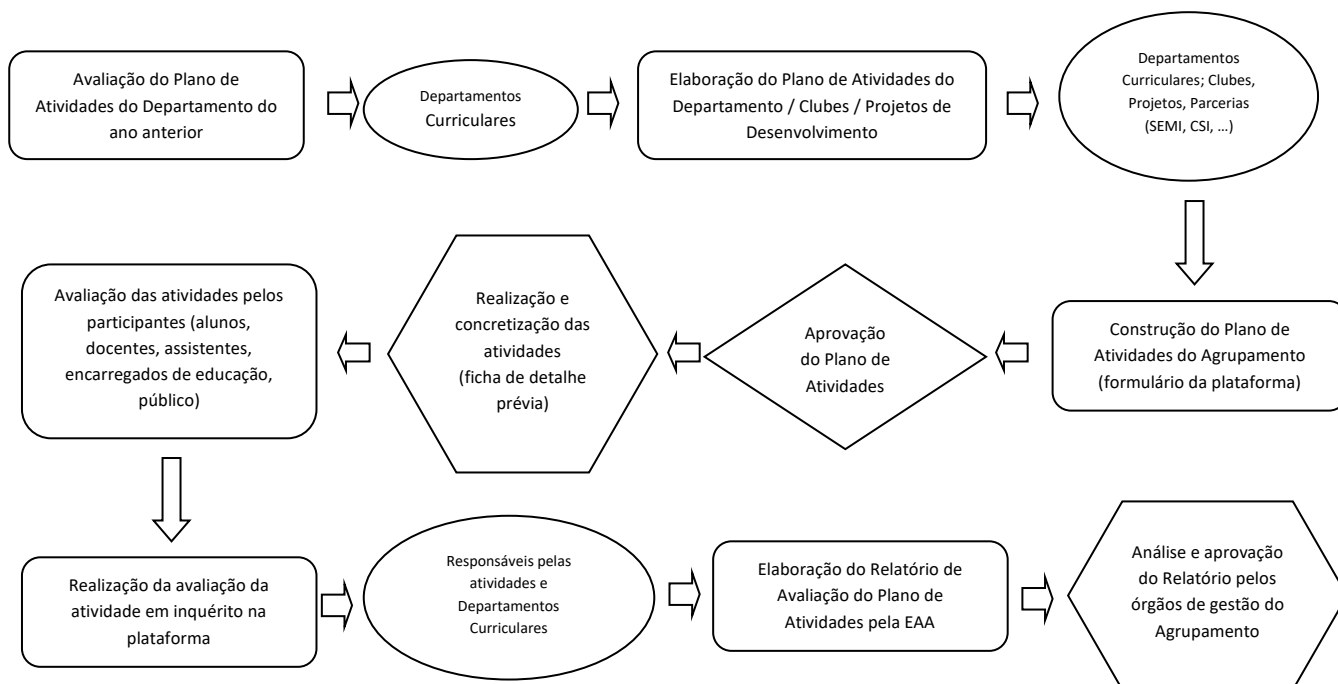 Avaliação do Plano de
Atividades do Departamento do
ano anterior
Departamentos
Curriculares
Elaboração do Plano de Atividades do
Departamento / Clubes / Projetos de
Desenvolvimento
Departamentos
Curriculares; Clubes,
Projetos, Parcerias
(SEMI, CSI, …)
Construção do Plano de
Atividades do Agrupamento
(formulário da plataforma)
Aprovação
do Plano de
Atividades
Realização e
concretização das
atividades
(ficha de detalhe
prévia)
Avaliação das atividades pelos
participantes (alunos,
docentes, assistentes,
encarregados de educação,
público)
Realização da avaliação da
atividade em inquérito na
plataforma
Responsáveis pelas
atividades e
Departamentos
Curriculares
Elaboração do Relatório de
Avaliação do Plano de
Atividades pela EAA
Análise e aprovação
do Relatório pelos
órgãos de gestão do
Agrupamento